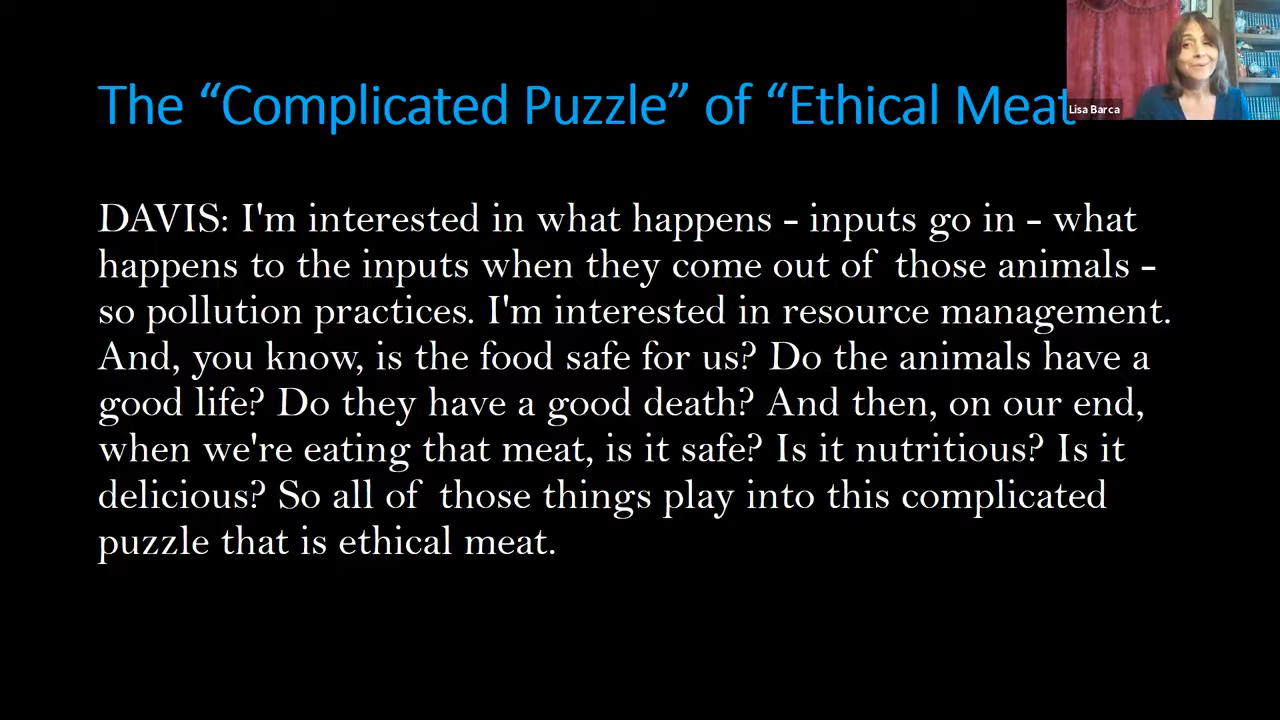 The “Complicated Puzzle” of “Ethical Meat
Lisa Barca
DAVIS: I'm interested in what happens - inputs go in - what
happens to the inputs when they come out of those animals -
so pollution practices. I'm interested in resource management.
And, you know, is the food safe for us? Do the animals have a
good life? Do they have a good death? And then, on our end,
when we're eating that meat, is it safe? Is it nutritious? Is it
delicious? So all of those things play into this complicated
puzzle that is ethical meat.